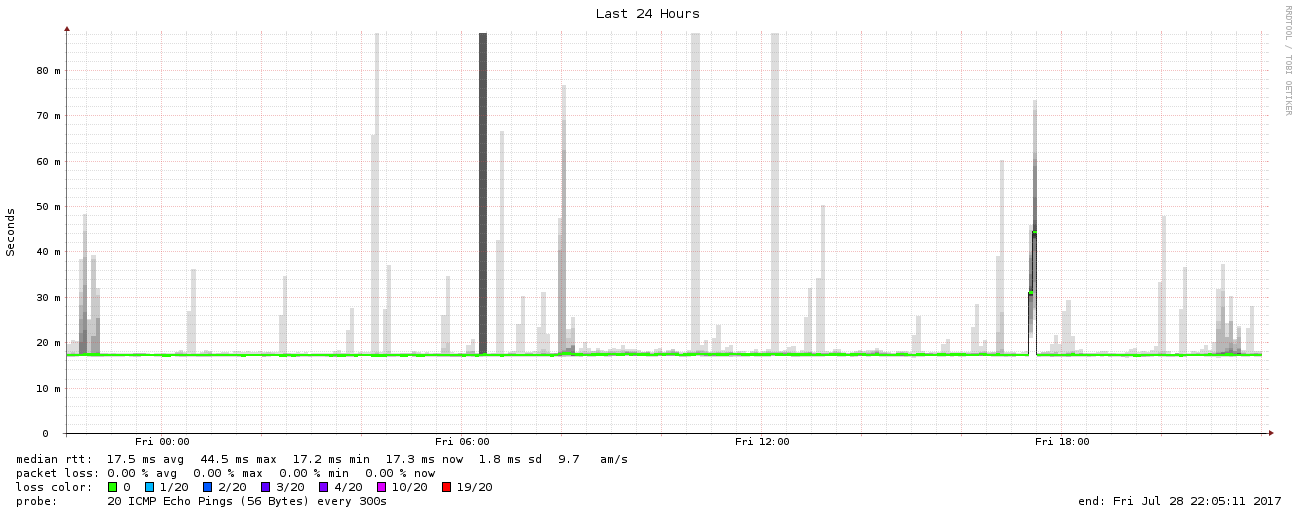 Last 24 Hours
RRDTOOL / TOBI OETIKER
Seconds
80 m
70 m
60 m
50 m
40 m
30 m
20 m
10 m
0
Fri 00:00 Fri 06:00 Fri 12:00 Fri 18:00
median rtt: 17.5 ms avg 44.5 ms max 17.2 ms min 17.3 ms now 1.8 ms sd 9.7 am/s
packet loss: 0.00 % avg 0.00 % max 0.00 % min 0.00 % now
loss color: 0 1/20 2/20 3/20 4/20 10/20 19/20
probe: 20 ICMP Echo Pings (56 Bytes) every 300s end: Fri Jul 28 22:05:11 2017